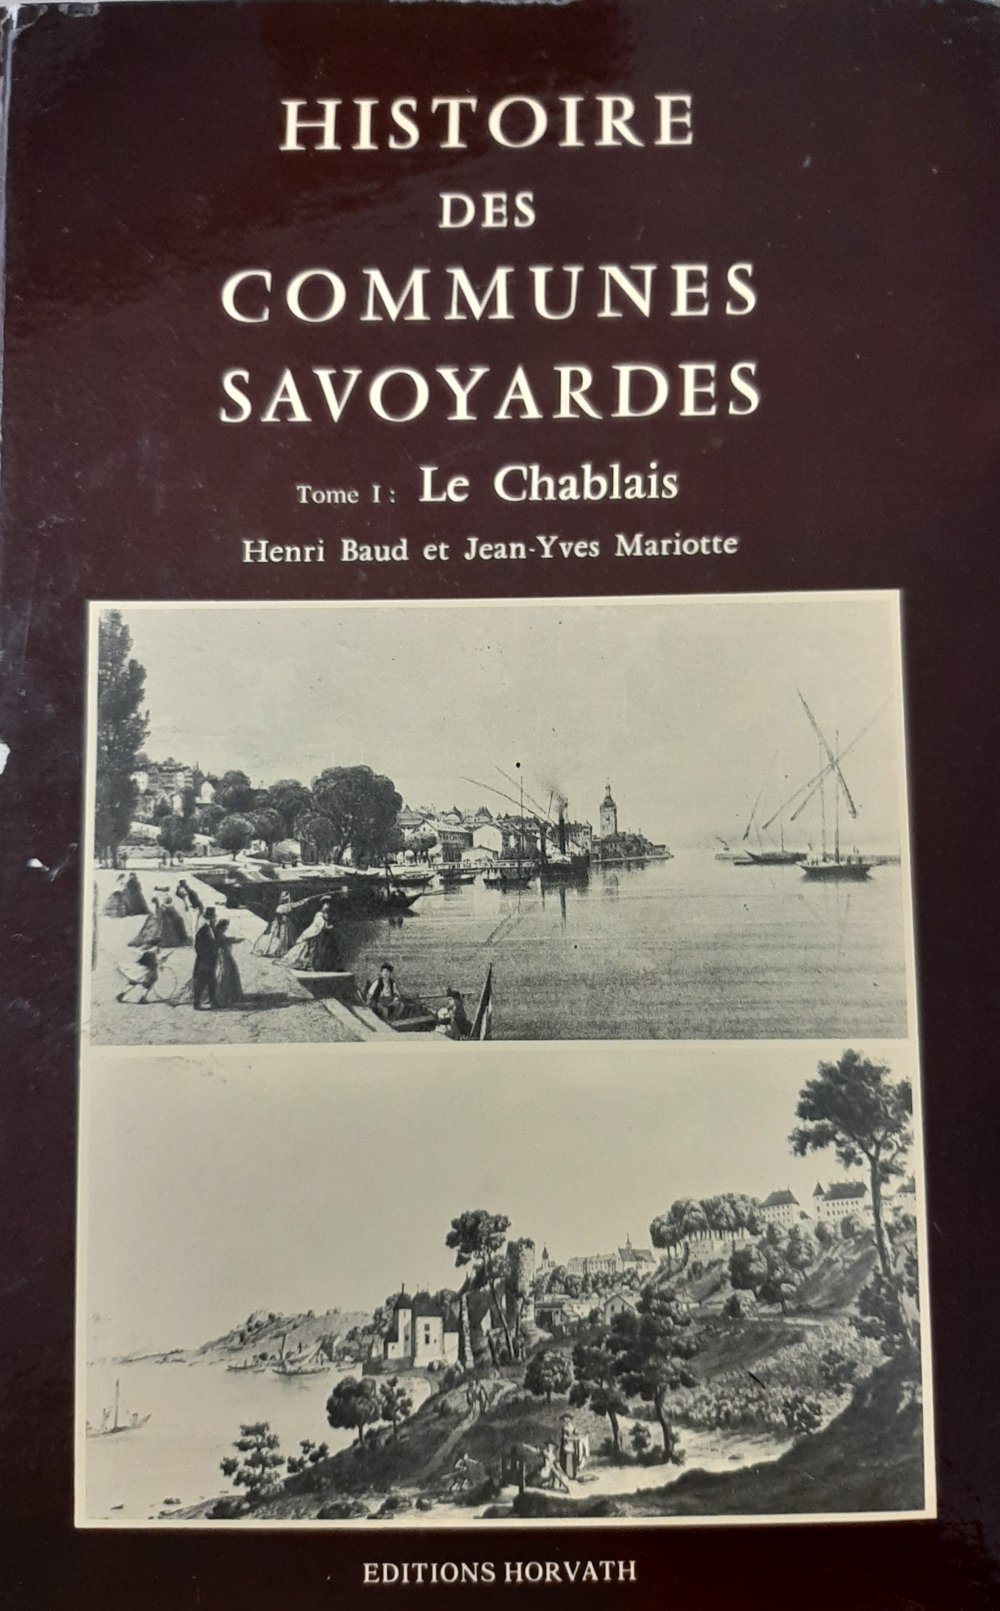 HISTOIRE
DES
COMMUNES
SAVOYARDES
Tome I : Le Chablais
Henri Baud et Jean-Yves Mariotte
EDITIONS HORVATH